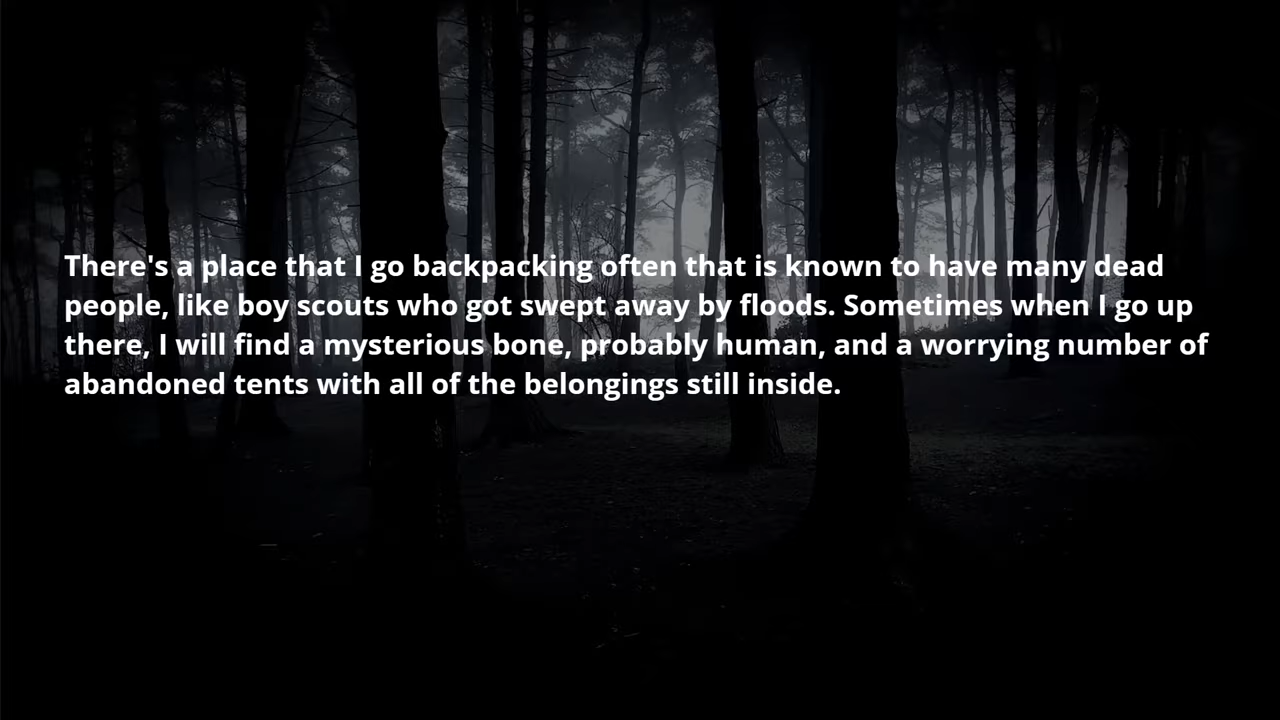 There's a place that I go backpacking often that is known to have many dead
people, like boy scouts who got swept away by floods. Sometimes when I go up
there, I will find a mysterious bone, probably human, and a worrying number of
abandoned tents with all of the belongings still inside.